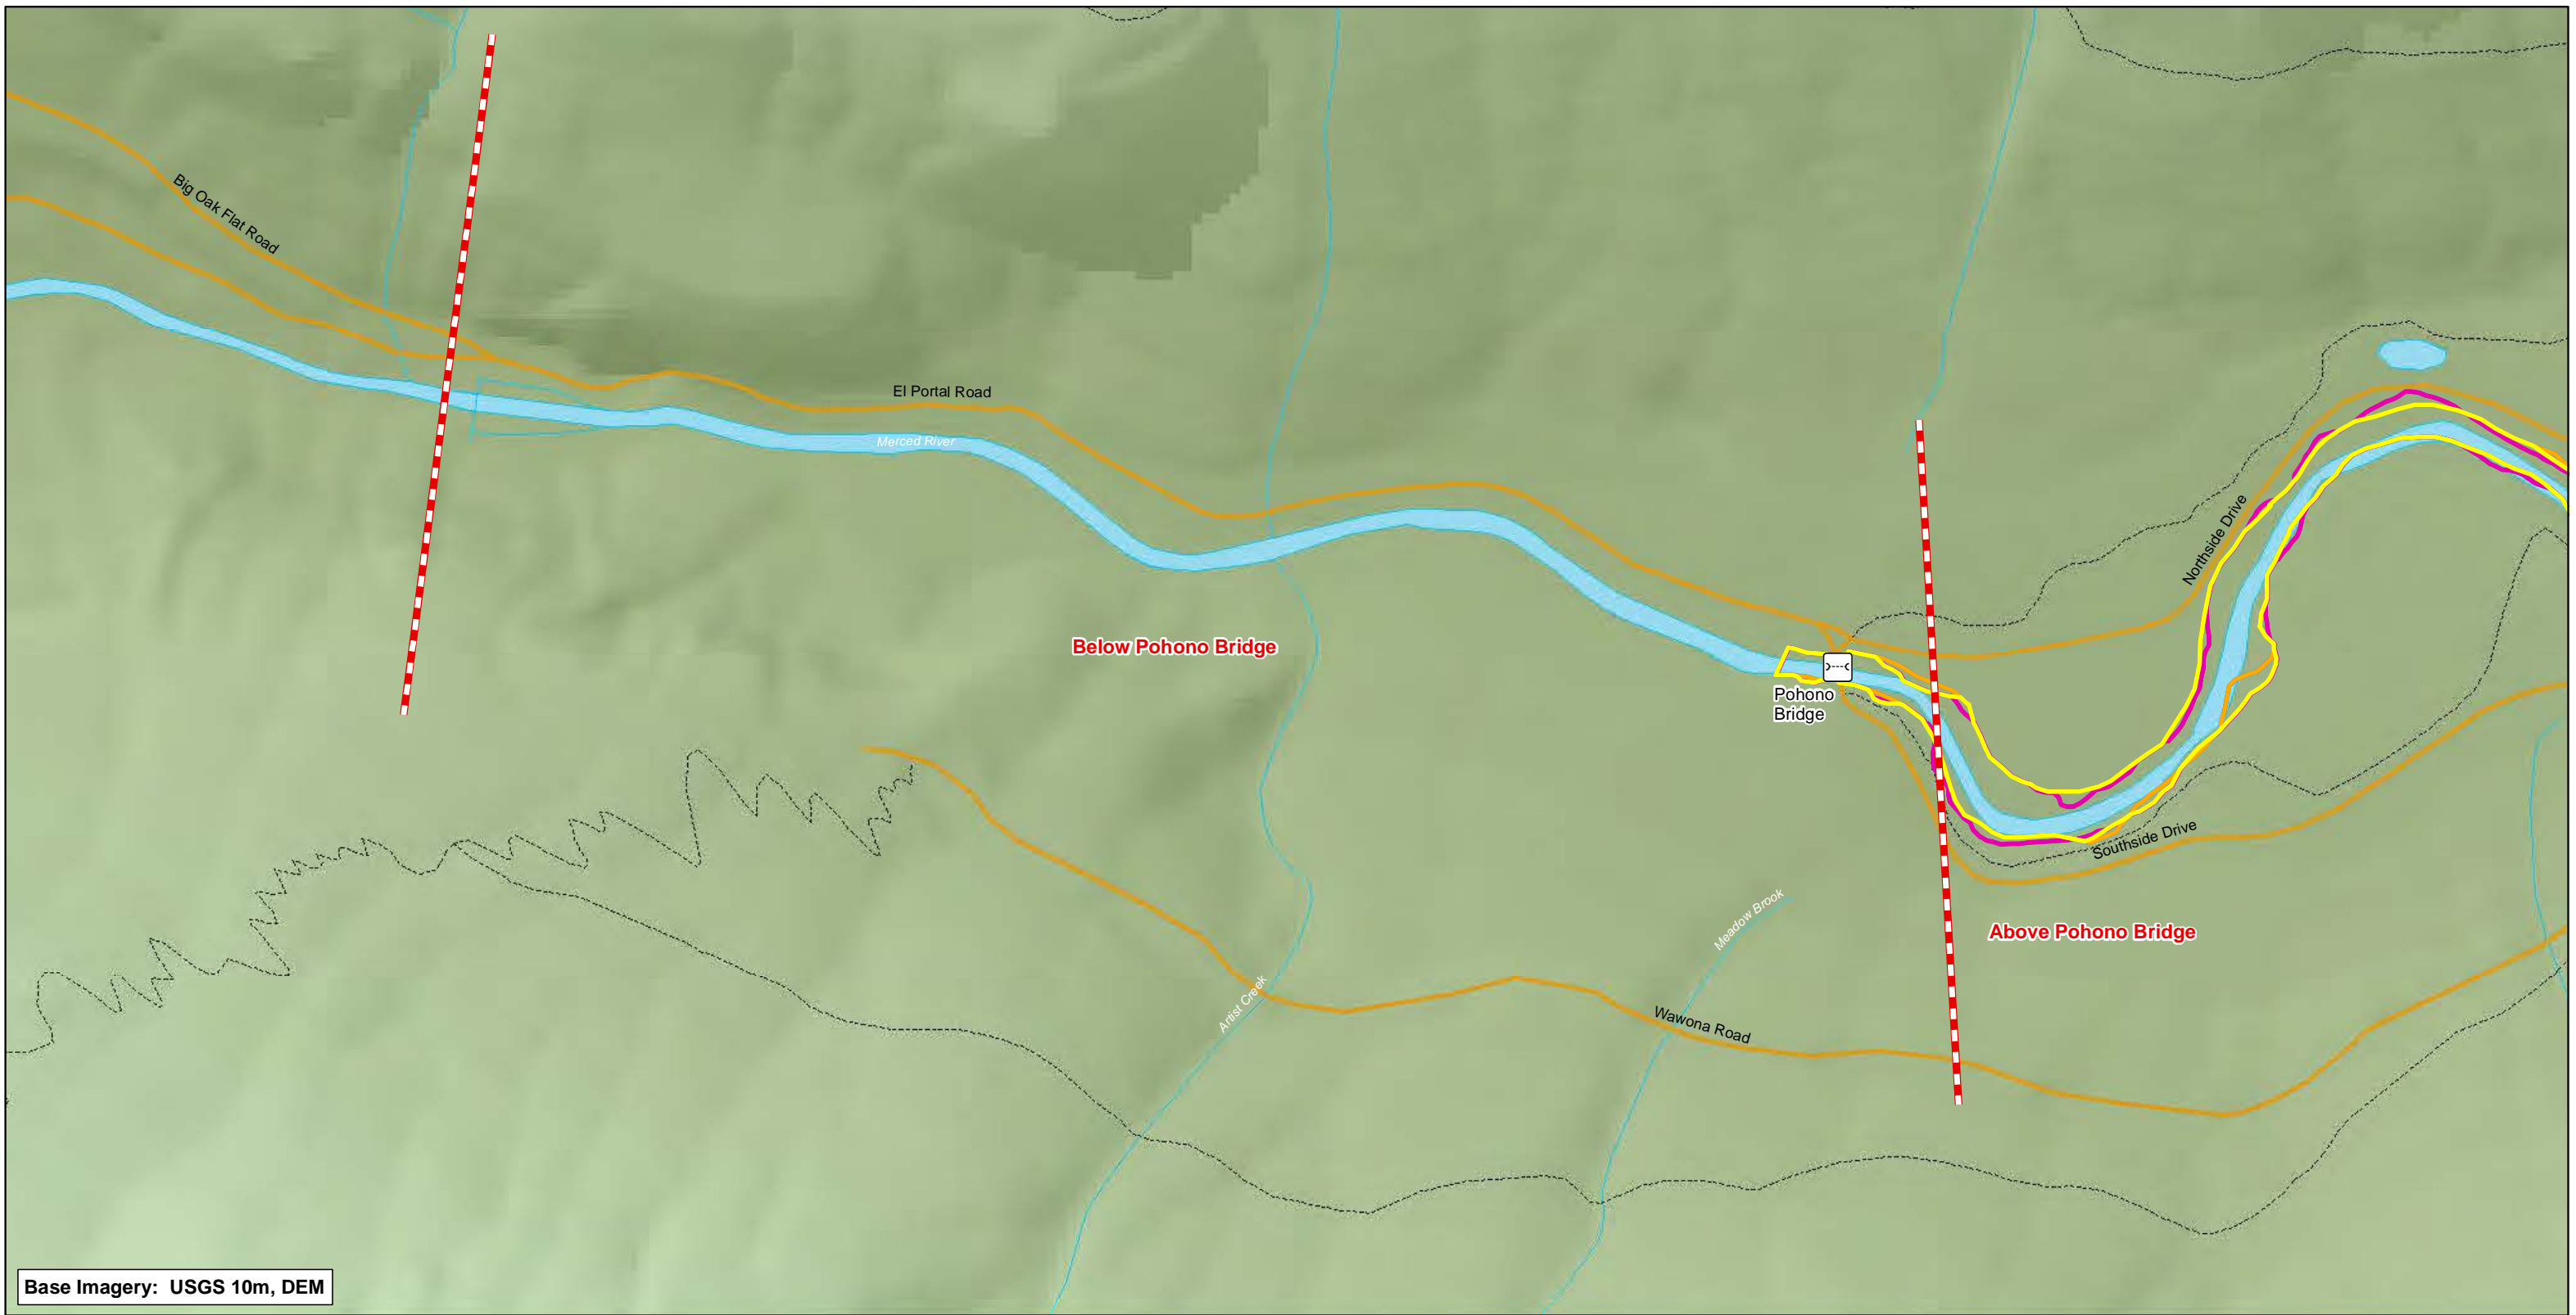 Big Oak Flat Road
El Portal Road
Merced River
Northside Drive
Below Pohono Bridge
Pohono
Bridge
Southside Drive
Meadow Brook
Above Pohono Bridge
Artist Creek
Wawona Road
Base Imagery: USGS 10m, DEM